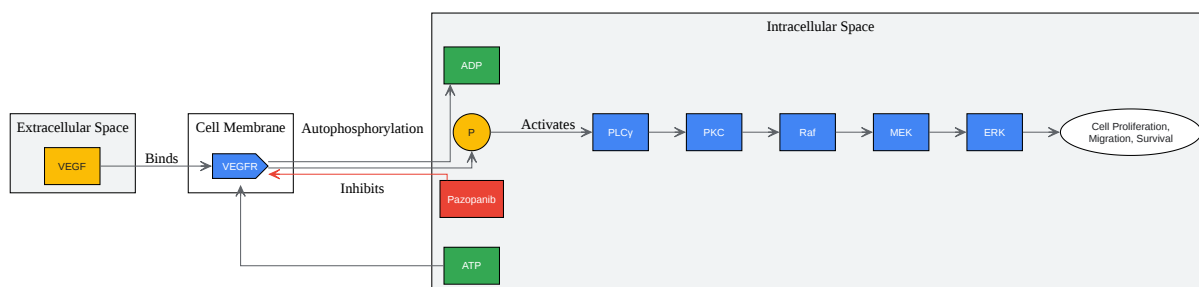 Intracellular Space
ADP
Extracellular Space
Cell Membrane
Autophosphorylation
P
Activates
PLCγ
PKC
Raf
MEK
ERK
Cell Proliferation,
Migration, Survival
VEGF
Binds
VEGFR
Inhibits
Pazopanib
ATP